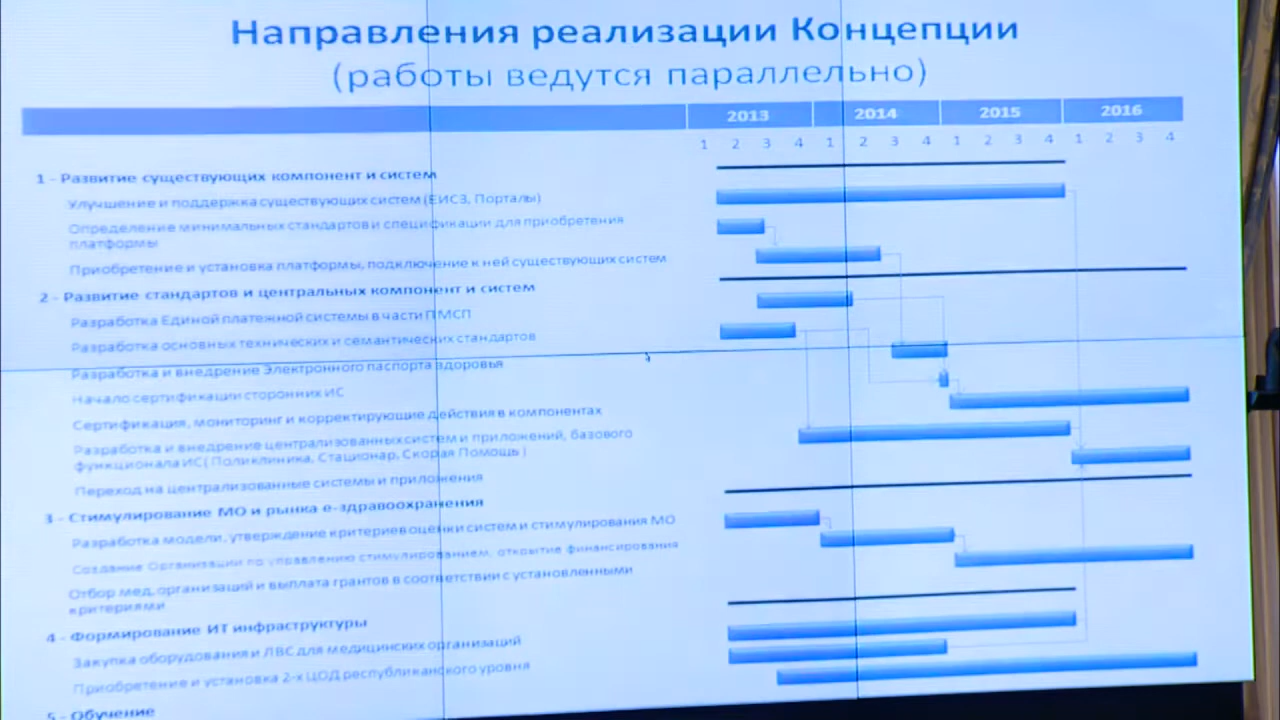 Направления реализации Концепции
(работы ведутся параллельно)
2013 2014 2015 2016
1 2 3 4 1 2 3 4 1 2 3 4 1 2 3 4
1 - Развитие существующих компонент и систем
Улучшение и поддержка существующих систем (ЕИСЗ, Порталы)
Определение минимальных стандартов и спецификации для приобретения
платформы
Приобретение и установка платформы, подключение к ней существующих систем
2 - Развитие стандартов и центральных компонент и систем
Разработка Единой платежной системы в части ПМСП
Разработка основных технических и семантических стандартов
Разработка и внедрение Электронного паспорта здоровья
Начало сертификации сторонних ИС
Сертификация, мониторинг и корректирующие действия в компонентах
Разработка и внедрение централизованных систем и приложений, базового
функционала ИС( Поликлиника, Стационар, Скорая Помощь )
Переход на централизованные системы и приложения
3 - Стимулирование МО и рынка е-здравоохранения
Разработка модели, утверждение критериев оценки систем и стимулирования МО
Создание Организации по управлению стимулированием, открытие финансирования
Отбор мед. организаций и выплата грантов в соответствии с установленными
критериями
4 - Формирование ИТ инфраструктуры
Закупка оборудования и ЛВС для медицинских организаций
Приобретение и установка 2-х ЦОД республиканского уровня
5 - Обучение